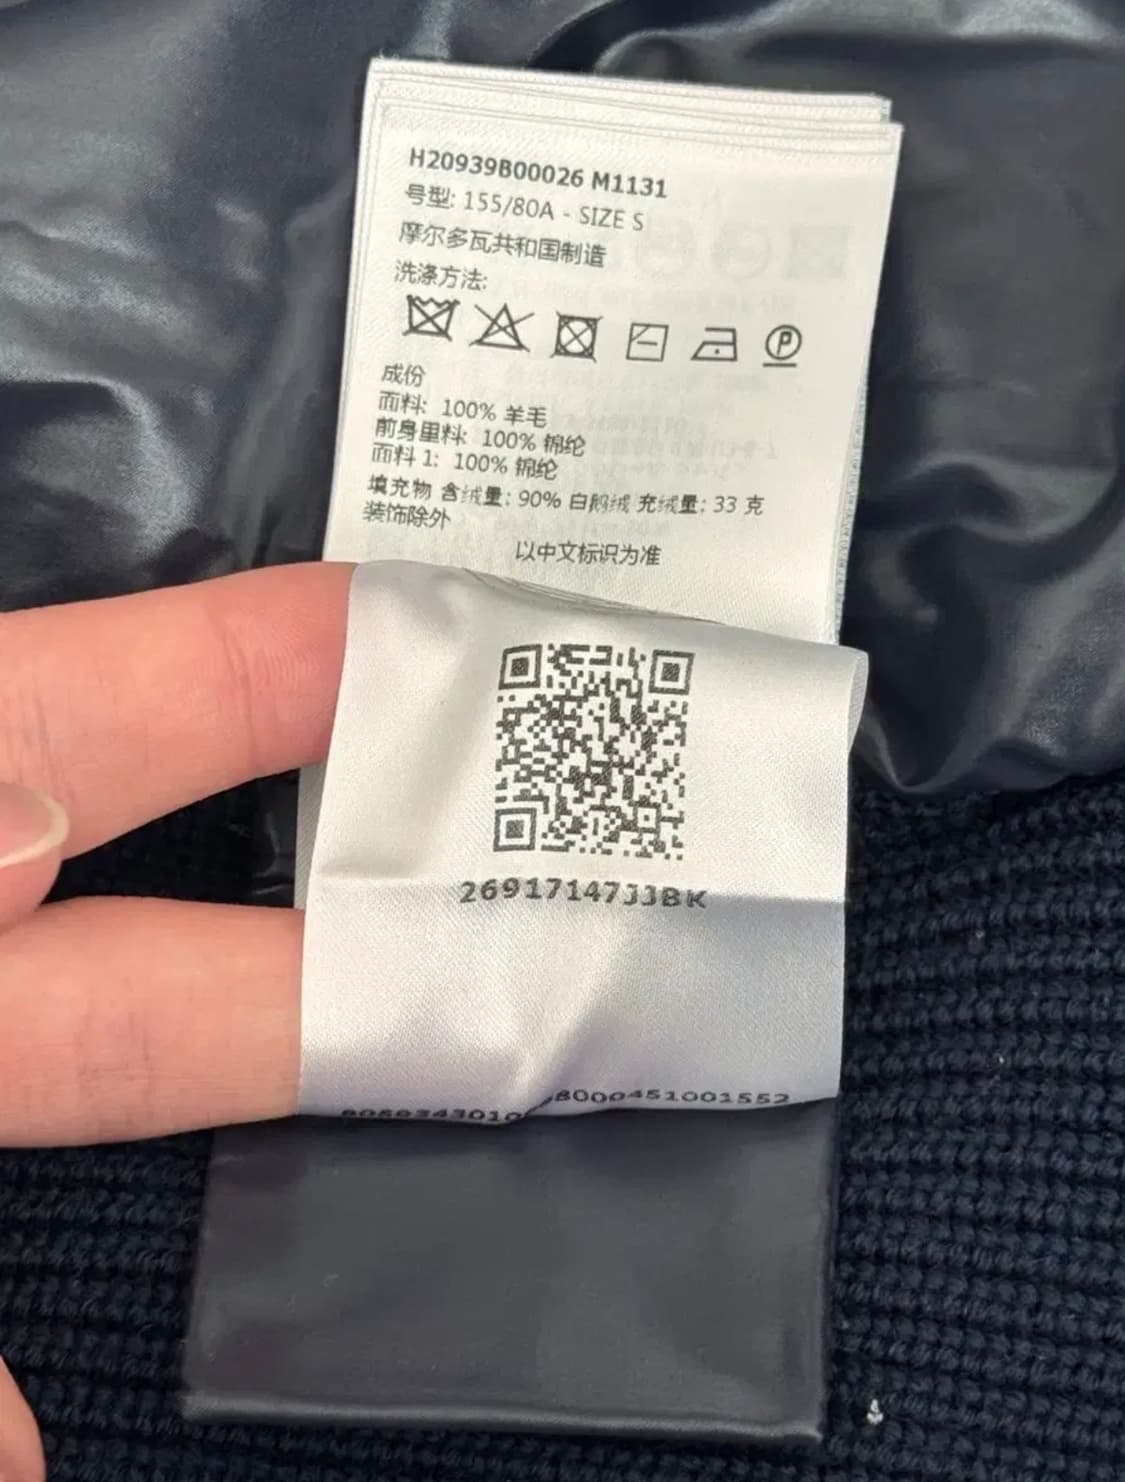 H20939B00026 M1131
号型: 155/80A - SIZE S
摩尔多瓦共和国制造
洗涤方法:
P
成份
面料: 100% 羊毛
前身里料: 100% 锦纶
面料 1: 100% 锦纶
填充物 含绒量: 90% 白鹅绒 充绒量: 33 克
装饰除外
以中文标识为准
2691714733BK